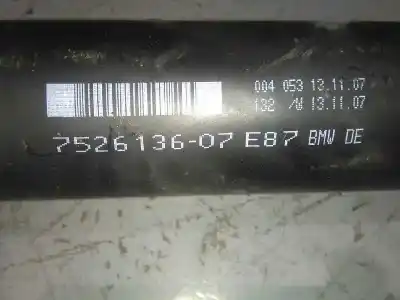 004 053 13.11.07
132 /W 13.11.07
7526136-07 E87 BMW DE